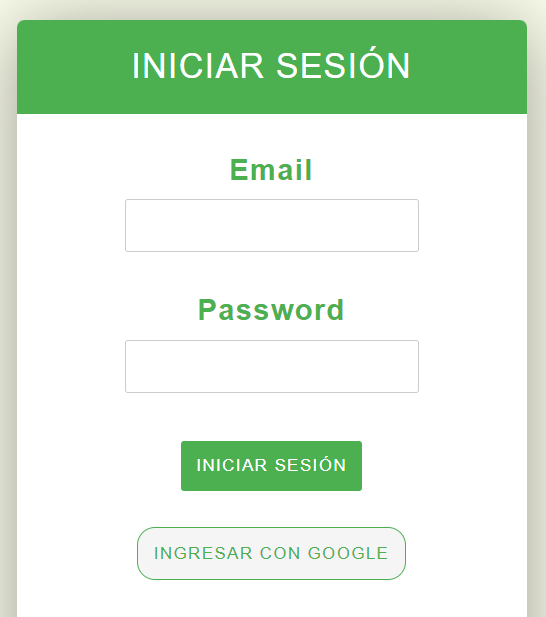 INICIAR SESIÓN
Email
Password
INICIAR SESIÓN
INGRESAR CON GOOGLE